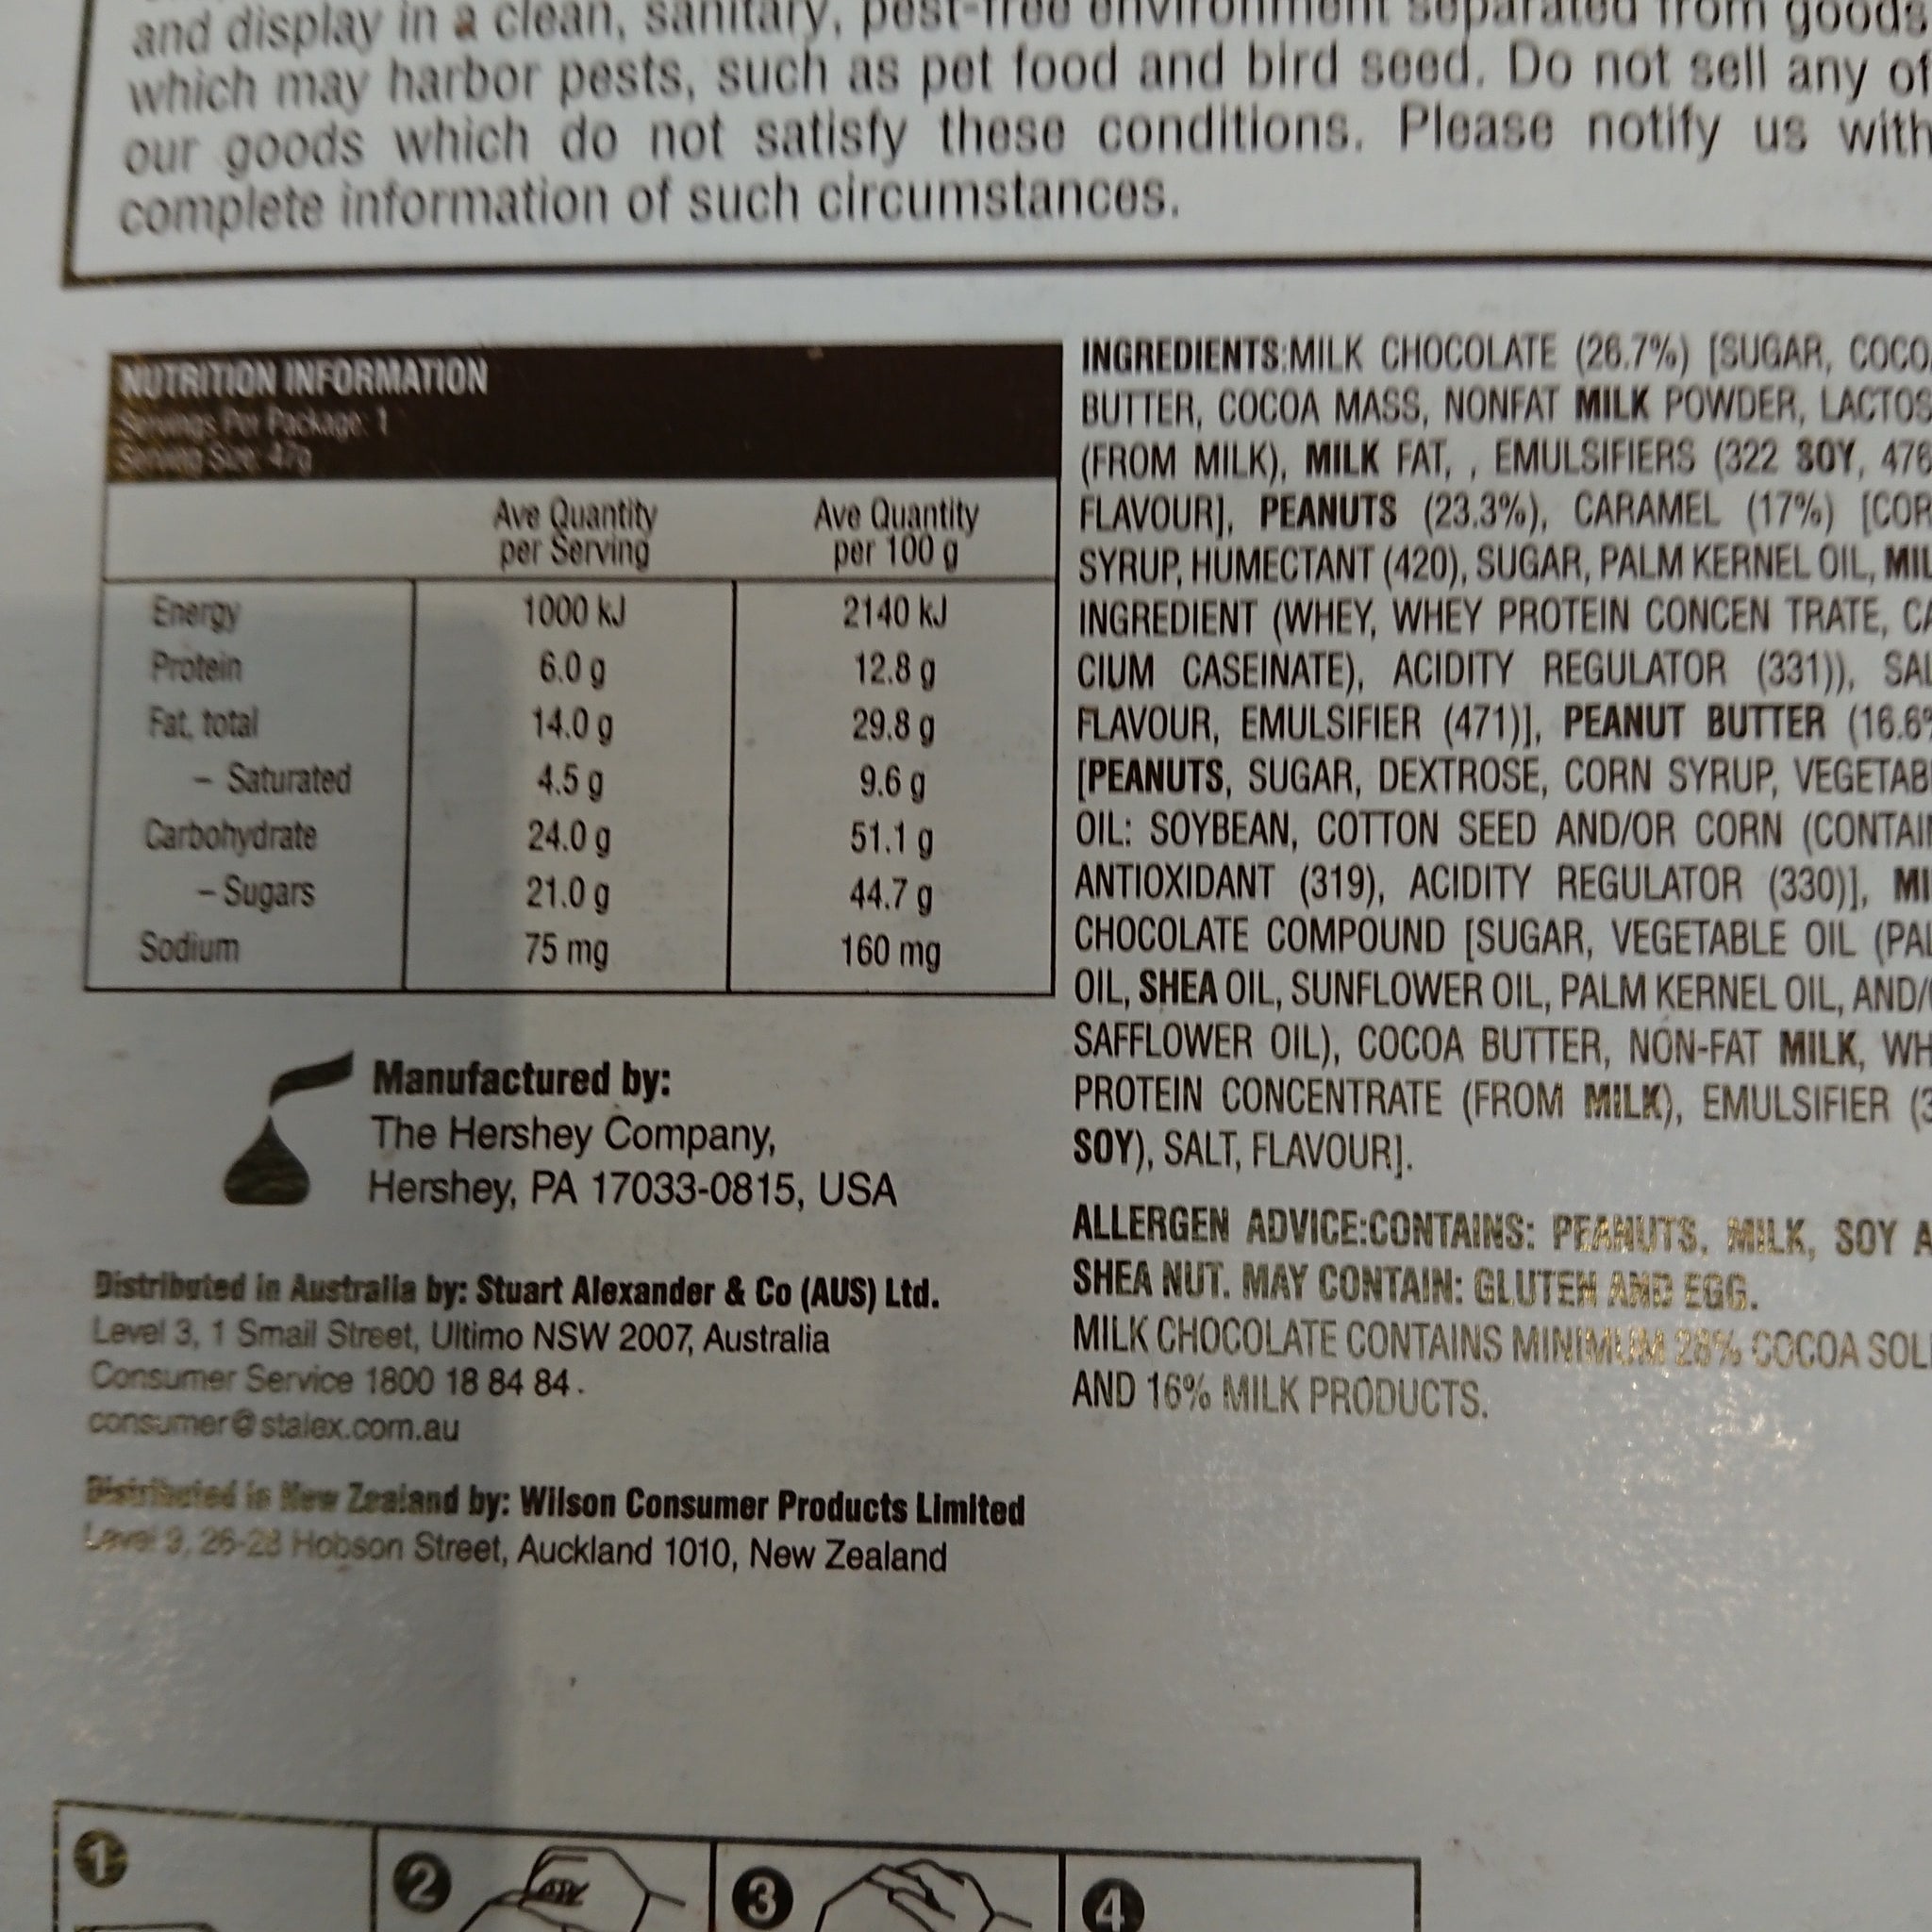 and display in a clean, sanitary, pest-free environment separated from goods
which may harbor pests, such as pet food and bird seed. Do not sell any of
our goods which do not satisfy these conditions. Please notify us with
complete information of such circumstances.
NUTRITION INFORMATION
Servings Per Package: 1
Serving Size: 47g
Ave Quantity per Serving Ave Quantity per 100 g
Energy 1000 kJ 2140 kJ
Protein 6.0 g 12.8 g
Fat, total 14.0 g 29.8 g
– Saturated 4.5 g 9.6 g
Carbohydrate 24.0 g 51.1 g
– Sugars 21.0 g 44.7 g
Sodium 75 mg 160 mg
Manufactured by:
The Hershey Company,
Hershey, PA 17033-0815, USA
Distributed in Australia by: Stuart Alexander & Co (AUS) Ltd.
Level 3, 1 Smail Street, Ultimo NSW 2007, Australia
Consumer Service 1800 18 84 84.
consumer@stalex.com.au
Distributed in New Zealand by: Wilson Consumer Products Limited
Level 3, 26-28 Hobson Street, Auckland 1010, New Zealand
INGREDIENTS:MILK CHOCOLATE (26.7%) [SUGAR, COCO
BUTTER, COCOA MASS, NONFAT MILK POWDER, LACTOS
(FROM MILK), MILK FAT, , EMULSIFIERS (322 SOY, 476
FLAVOUR], PEANUTS (23.3%), CARAMEL (17%) [COR
SYRUP, HUMECTANT (420), SUGAR, PALM KERNEL OIL, MIL
INGREDIENT (WHEY, WHEY PROTEIN CONCEN TRATE, CA
CIUM CASEINATE), ACIDITY REGULATOR (331)), SAL
FLAVOUR, EMULSIFIER (471)], PEANUT BUTTER (16.6%
[PEANUTS, SUGAR, DEXTROSE, CORN SYRUP, VEGETAB
OIL: SOYBEAN, COTTON SEED AND/OR CORN (CONTAIN
ANTIOXIDANT (319), ACIDITY REGULATOR (330)], MI
CHOCOLATE COMPOUND [SUGAR, VEGETABLE OIL (PAL
OIL, SHEA OIL, SUNFLOWER OIL, PALM KERNEL OIL, AND/
SAFFLOWER OIL), COCOA BUTTER, NON-FAT MILK, WH
PROTEIN CONCENTRATE (FROM MILK), EMULSIFIER (3
SOY), SALT, FLAVOUR].
ALLERGEN ADVICE:CONTAINS: PEANUTS, MILK, SOY A
SHEA NUT. MAY CONTAIN: GLUTEN AND EGG.
MILK CHOCOLATE CONTAINS MINIMUM 28% COCOA SOLI
AND 16% MILK PRODUCTS.
1 2 3 4